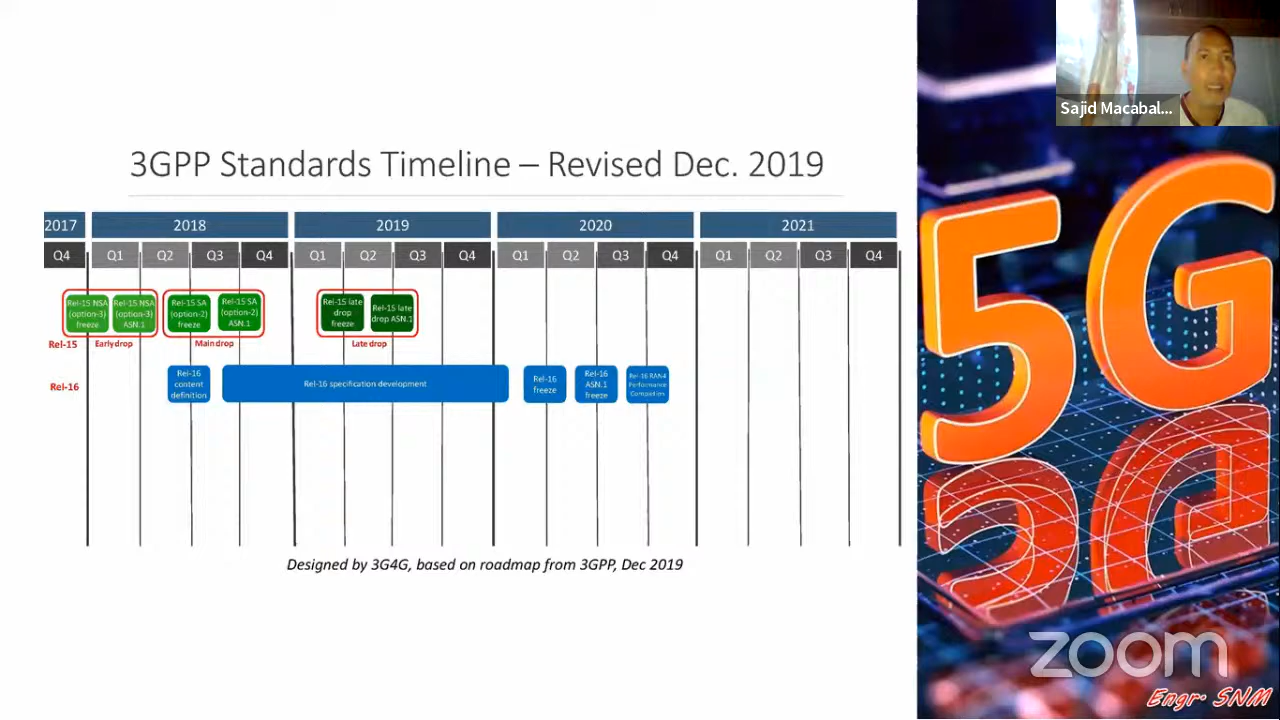 Sajid Macabal...
3GPP Standards Timeline – Revised Dec. 2019
2017 2018 2019 2020 2021
Q4 Q1 Q2 Q3 Q4 Q1 Q2 Q3 Q4 Q1 Q2 Q3 Q4 Q1 Q2 Q3 Q4
Rel-15 NSA
(option-3)
freeze
Rel-15 NSA
(option-3)
ASN.1
Rel-15 SA
(option-2)
freeze
Rel-15 SA
(option-2)
ASN.1
Rel-15 late
drop
freeze
Rel-15 late
drop ASN.1
Rel-15
Early drop
Main drop
Late drop
Rel-16
Rel-16
content
definition
Rel-16 specification development
Rel-16
freeze
Rel-16
ASN.1
freeze
Rel-16 RAN4
Performance
Completion
Designed by 3G4G, based on roadmap from 3GPP, Dec 2019
5G
zoom
Engr. SNM